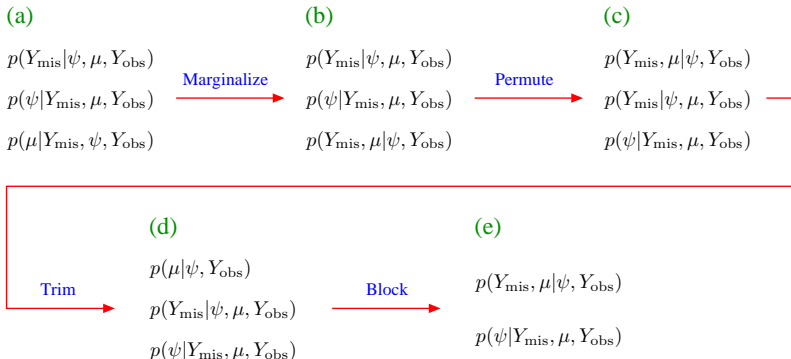 (a)
p(Y_mis|ψ, μ, Y_obs)
p(ψ|Y_mis, μ, Y_obs)
p(μ|Y_mis, ψ, Y_obs)
Marginalize
(b)
p(Y_mis|ψ, μ, Y_obs)
p(ψ|Y_mis, μ, Y_obs)
p(Y_mis, μ|ψ, Y_obs)
Permute
(c)
p(Y_mis, μ|ψ, Y_obs)
p(Y_mis|ψ, μ, Y_obs)
p(ψ|Y_mis, μ, Y_obs)
Trim
(d)
p(μ|ψ, Y_obs)
p(Y_mis|ψ, μ, Y_obs)
p(ψ|Y_mis, μ, Y_obs)
Block
(e)
p(Y_mis, μ|ψ, Y_obs)
p(ψ|Y_mis, μ, Y_obs)